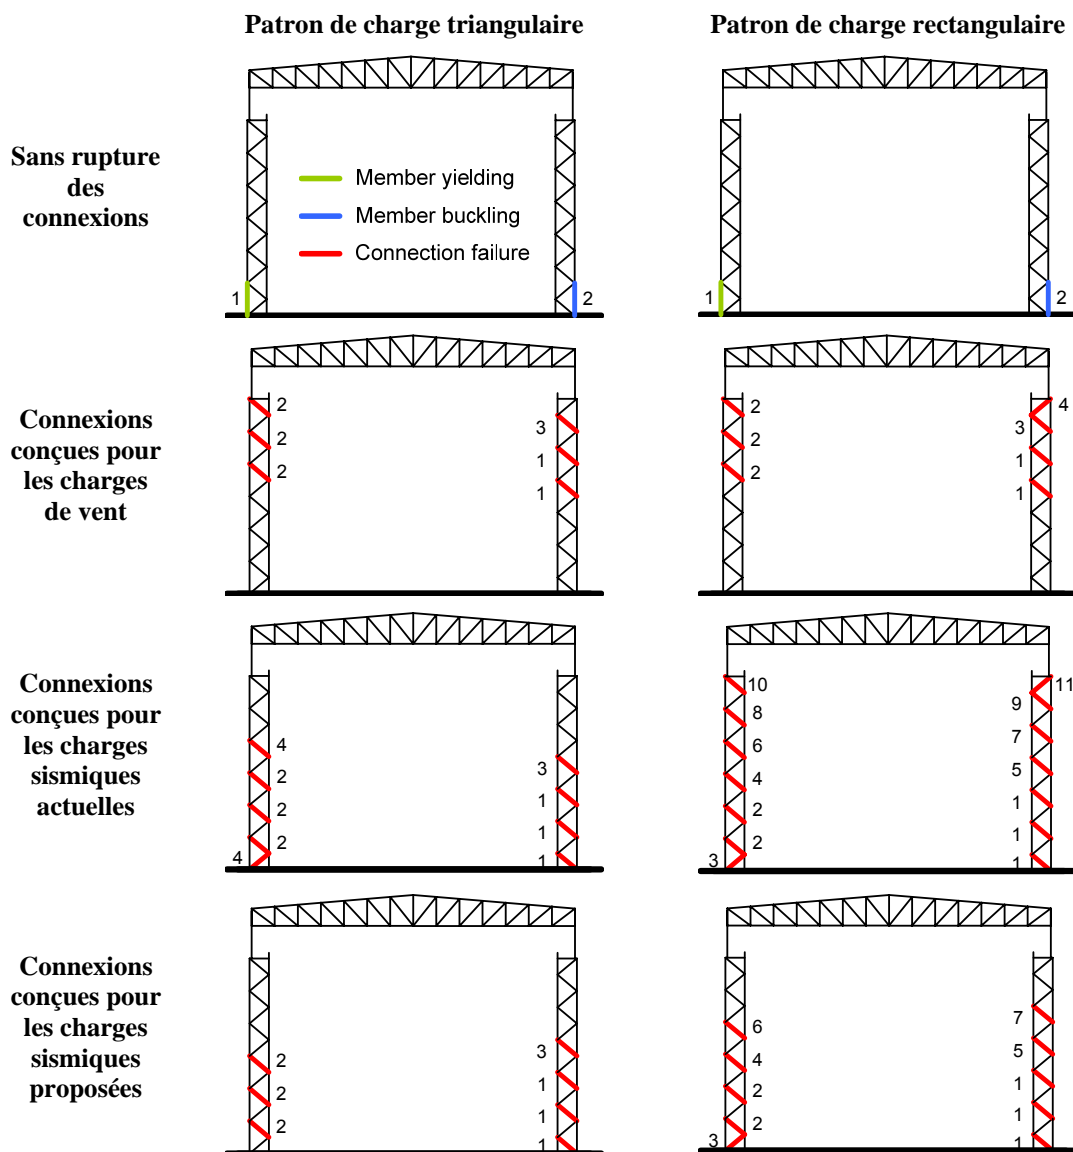 Patron de charge triangulaire
Patron de charge rectangulaire
Sans rupture
des
connexions
Member yielding
Member buckling
Connection failure
1
2
1
2
Connexions
conçues pour
les charges
de vent
2
2
2
3
1
1
2
2
2
4
3
1
1
Connexions
conçues pour
les charges
sismiques
actuelles
4
2
2
2
4
3
1
1
1
10
8
6
4
2
2
3
11
9
7
5
1
1
1
Connexions
conçues pour
les charges
sismiques
proposées
2
2
2
3
1
1
1
6
4
2
2
3
7
5
1
1
1